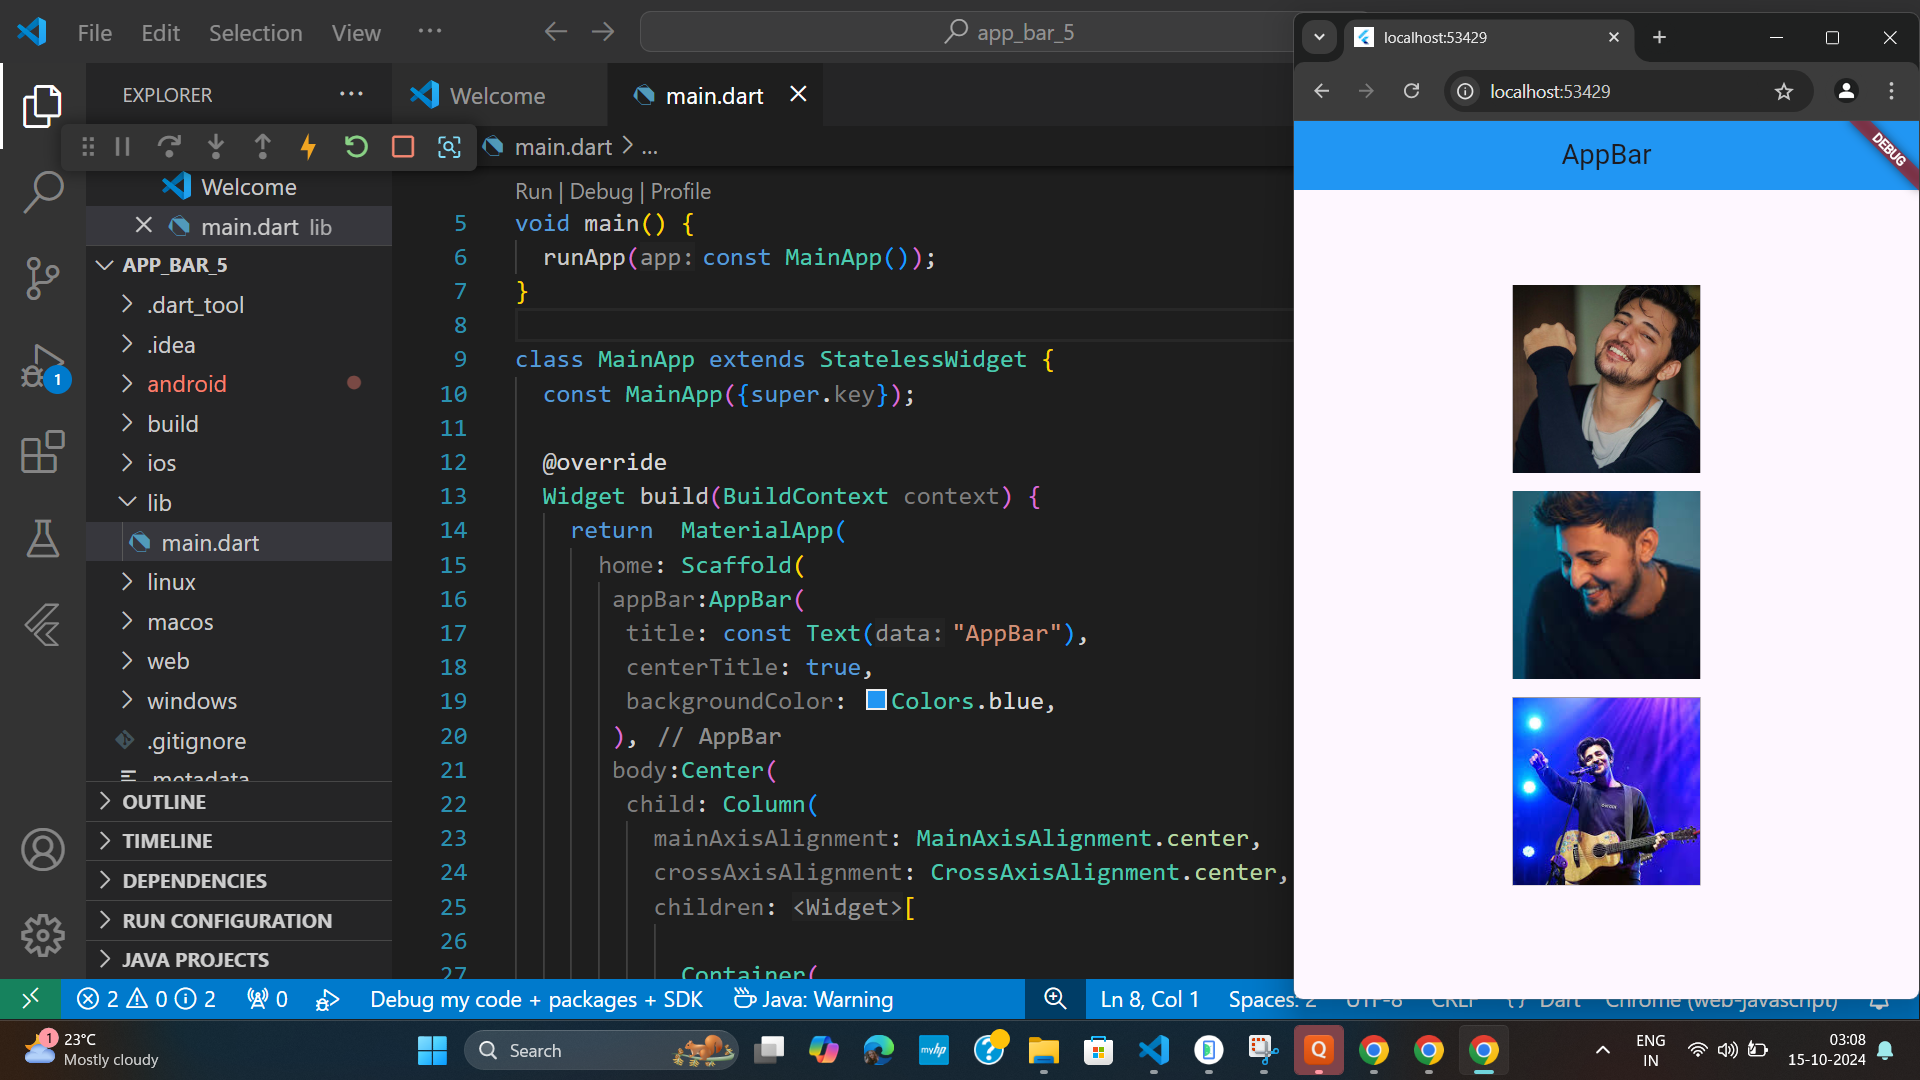 File Edit Selection View ...
app_bar_5
EXPLORER ...
Welcome
main.dart
main.dart > ...
Welcome
main.dart lib
APP_BAR_5
.dart_tool
.idea
android
build
ios
lib
main.dart
linux
macos
web
windows
.gitignore
.metadata
OUTLINE
TIMELINE
DEPENDENCIES
RUN CONFIGURATION
JAVA PROJECTS
1
Run | Debug | Profile
5 void main() {
6 runApp(app: const MainApp());
7 }
8
9 class MainApp extends StatelessWidget {
10 const MainApp({super.key});
11
12 @override
13 Widget build(BuildContext context) {
14 return  MaterialApp(
15 home: Scaffold(
16 appBar:AppBar(
17 title: const Text(data: "AppBar"),
18 centerTitle: true,
19 backgroundColor: Colors.blue,
20 ), // AppBar
21 body:Center(
22 child: Column(
23 mainAxisAlignment: MainAxisAlignment.center,
24 crossAxisAlignment: CrossAxisAlignment.center,
25 children: <Widget>[
26
27 Container(
localhost:53429
localhost:53429
AppBar
DEBUG
2 0 2 0 Debug my code + packages + SDK Java: Warning Ln 8, Col 1 Spaces: 2 UTF-8 CRLF {} Dart Chrome (web-javascript)
1
23°C
Mostly cloudy
Search
myhp
Q
ENG
IN
03:08
15-10-2024